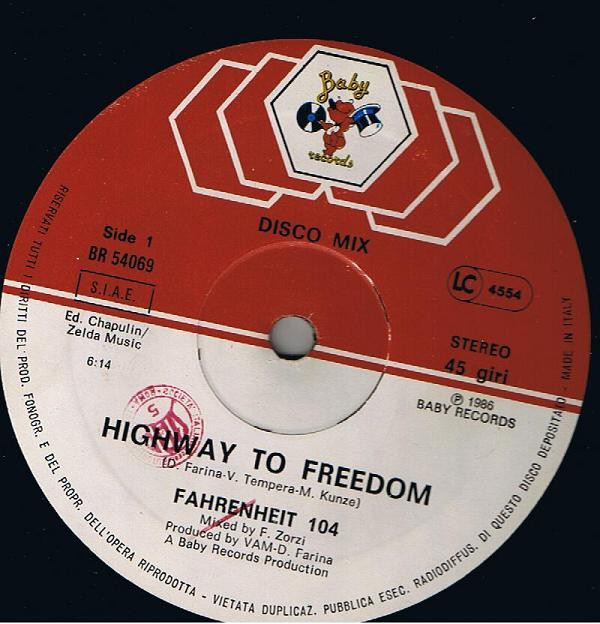 Baby
records
DISCO MIX
Side 1
BR 54069
S.I.A.E.
Ed. Chapulin/
Zelda Music
6:14
LC 4554
STEREO
45 giri
℗ 1986
BABY RECORDS
HIGHWAY TO FREEDOM
(D. Farina-V. Tempera-M. Kunze)
FAHRENHEIT 104
Mixed by F. Zorzi
Produced by VAM-D. Farina
A Baby Records Production
RISERVATI TUTTI I DIRITTI DEL PROD. FONOGR. E DEL PROPR. DELL'OPERA RIPRODOTTA - VIETATA DUPLICAZ. PUBBLICA ESEC. RADIODIFFUS. DI QUESTO DISCO DEPOSITATO - MADE IN ITALY